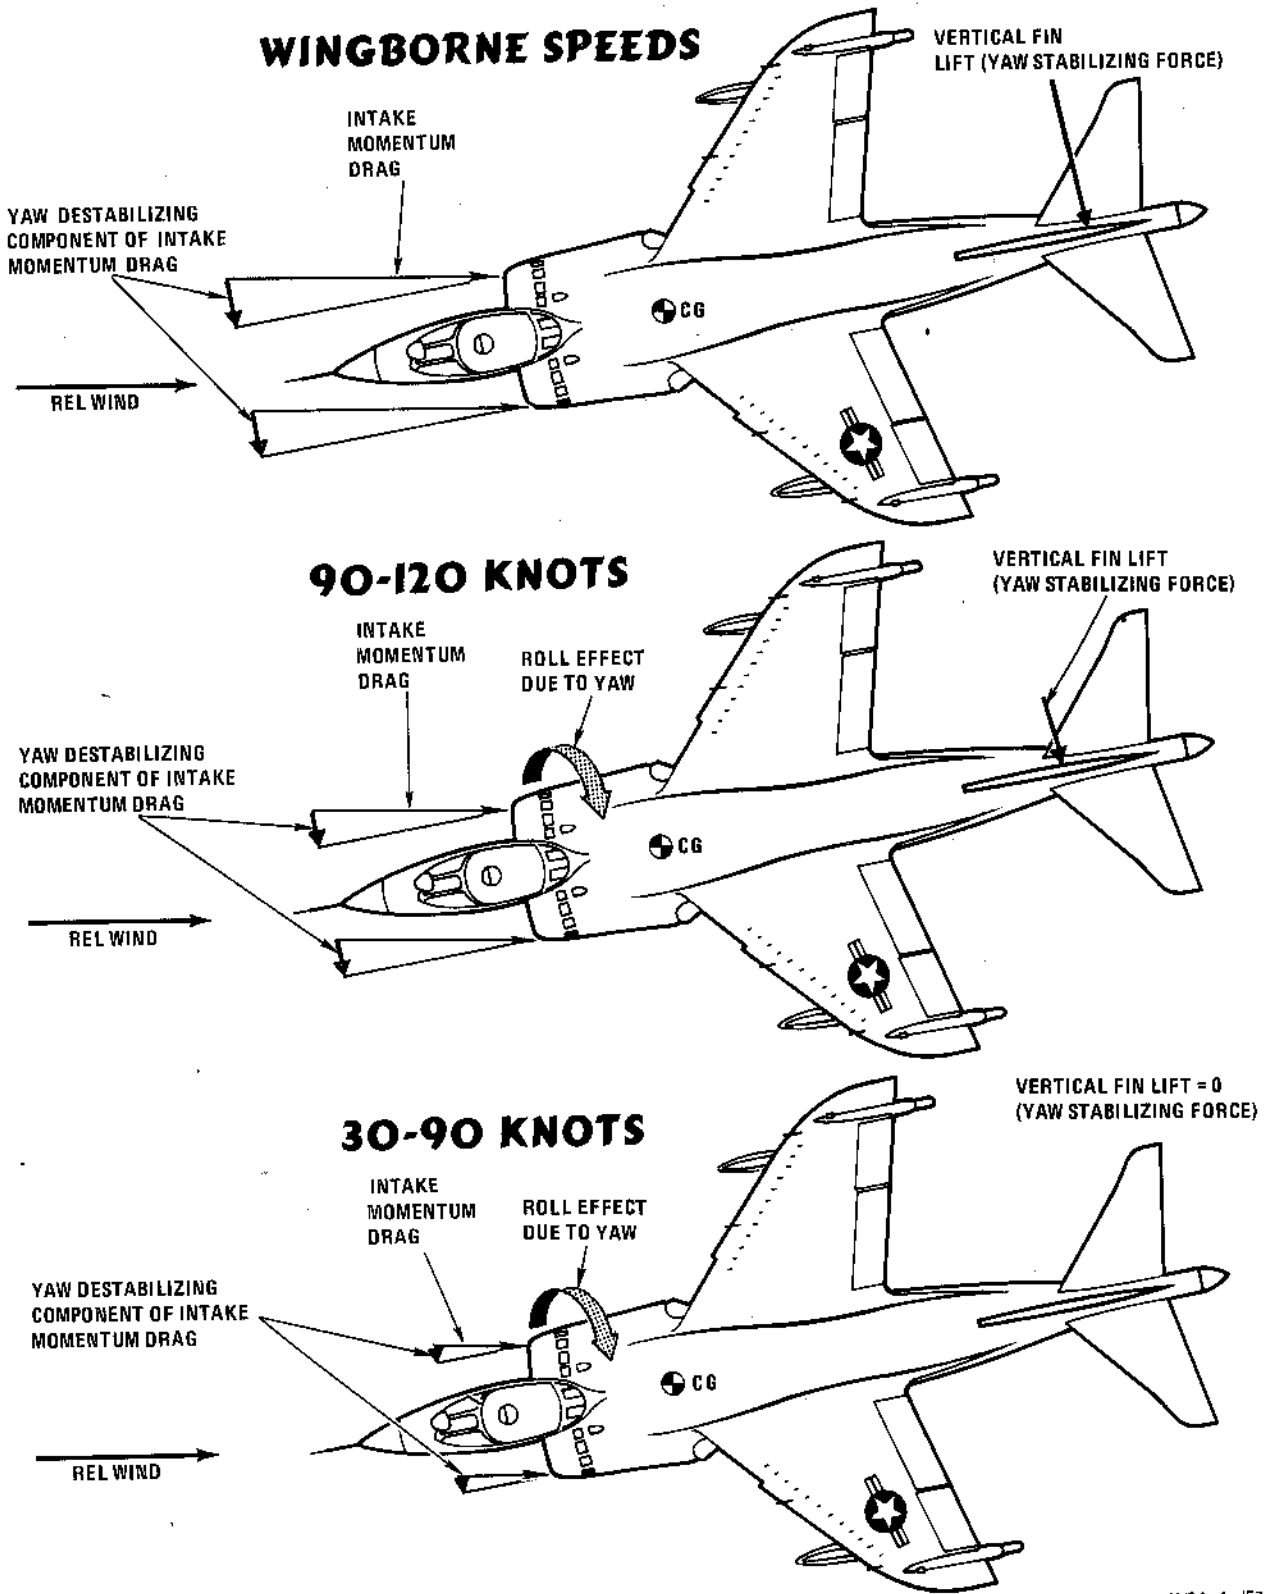 WINGBORNE SPEEDS
VERTICAL FIN
LIFT (YAW STABILIZING FORCE)
INTAKE
MOMENTUM
DRAG
YAW DESTABILIZING
COMPONENT OF INTAKE
MOMENTUM DRAG
CG
REL WIND
90-120 KNOTS
VERTICAL FIN LIFT
(YAW STABILIZING FORCE)
INTAKE
MOMENTUM
DRAG
ROLL EFFECT
DUE TO YAW
YAW DESTABILIZING
COMPONENT OF INTAKE
MOMENTUM DRAG
CG
REL WIND
30-90 KNOTS
VERTICAL FIN LIFT = 0
(YAW STABILIZING FORCE)
INTAKE
MOMENTUM
DRAG
ROLL EFFECT
DUE TO YAW
YAW DESTABILIZING
COMPONENT OF INTAKE
MOMENTUM DRAG
CG
REL WIND